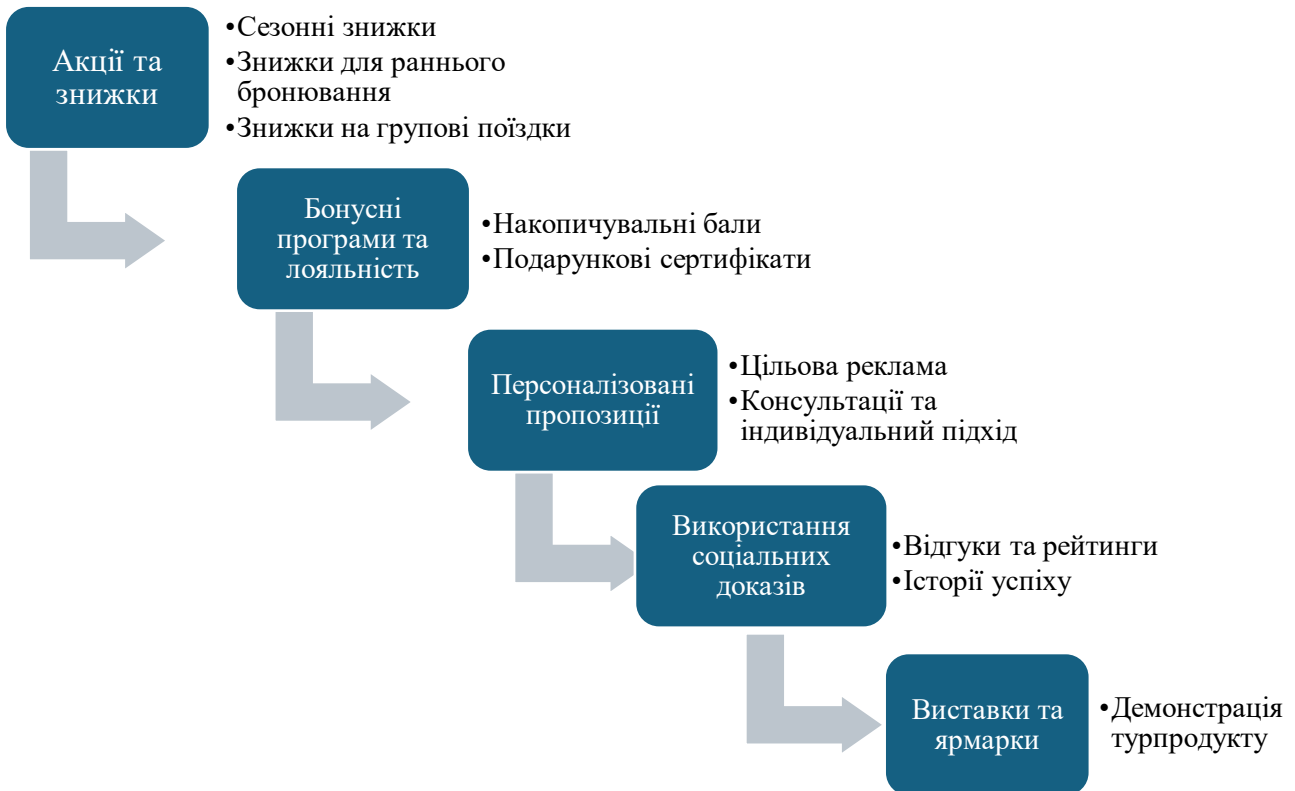 Акції та
знижки
•Сезонні знижки
•Знижки для раннього
бронювання
•Знижки на групові поїздки
Бонусні
програми та
лояльність
•Накопичувальні бали
•Подарункові сертифікати
Персоналізовані
пропозиції
•Цільова реклама
•Консультації та
індивідуальний підхід
Використання
соціальних
доказів
•Відгуки та рейтинги
•Історії успіху
Виставки та
ярмарки
•Демонстрація
турпродукту